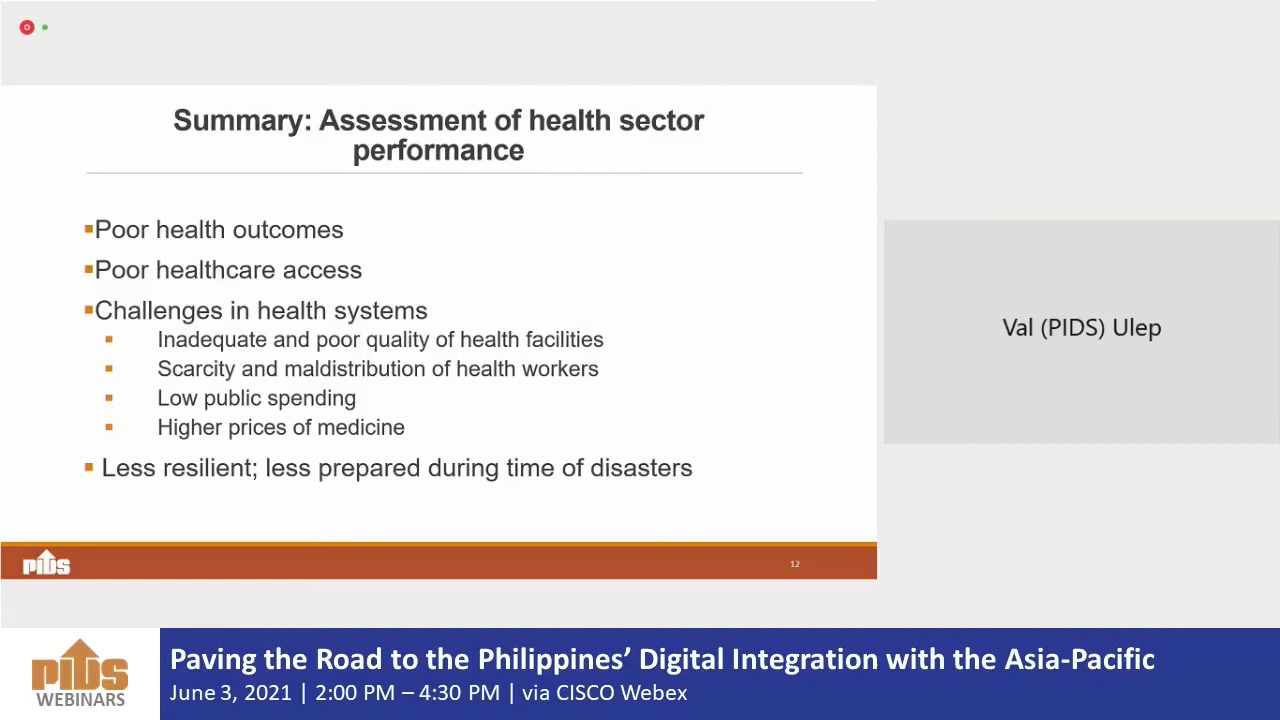 Summary: Assessment of health sector
performance
Poor health outcomes
Poor healthcare access
Challenges in health systems
Inadequate and poor quality of health facilities
Scarcity and maldistribution of health workers
Low public spending
Higher prices of medicine
Less resilient; less prepared during time of disasters
PIDS
12
Val (PIDS) Ulep
PIDS
WEBINARS
Paving the Road to the Philippines’ Digital Integration with the Asia-Pacific
June 3, 2021 | 2:00 PM – 4:30 PM | via CISCO Webex